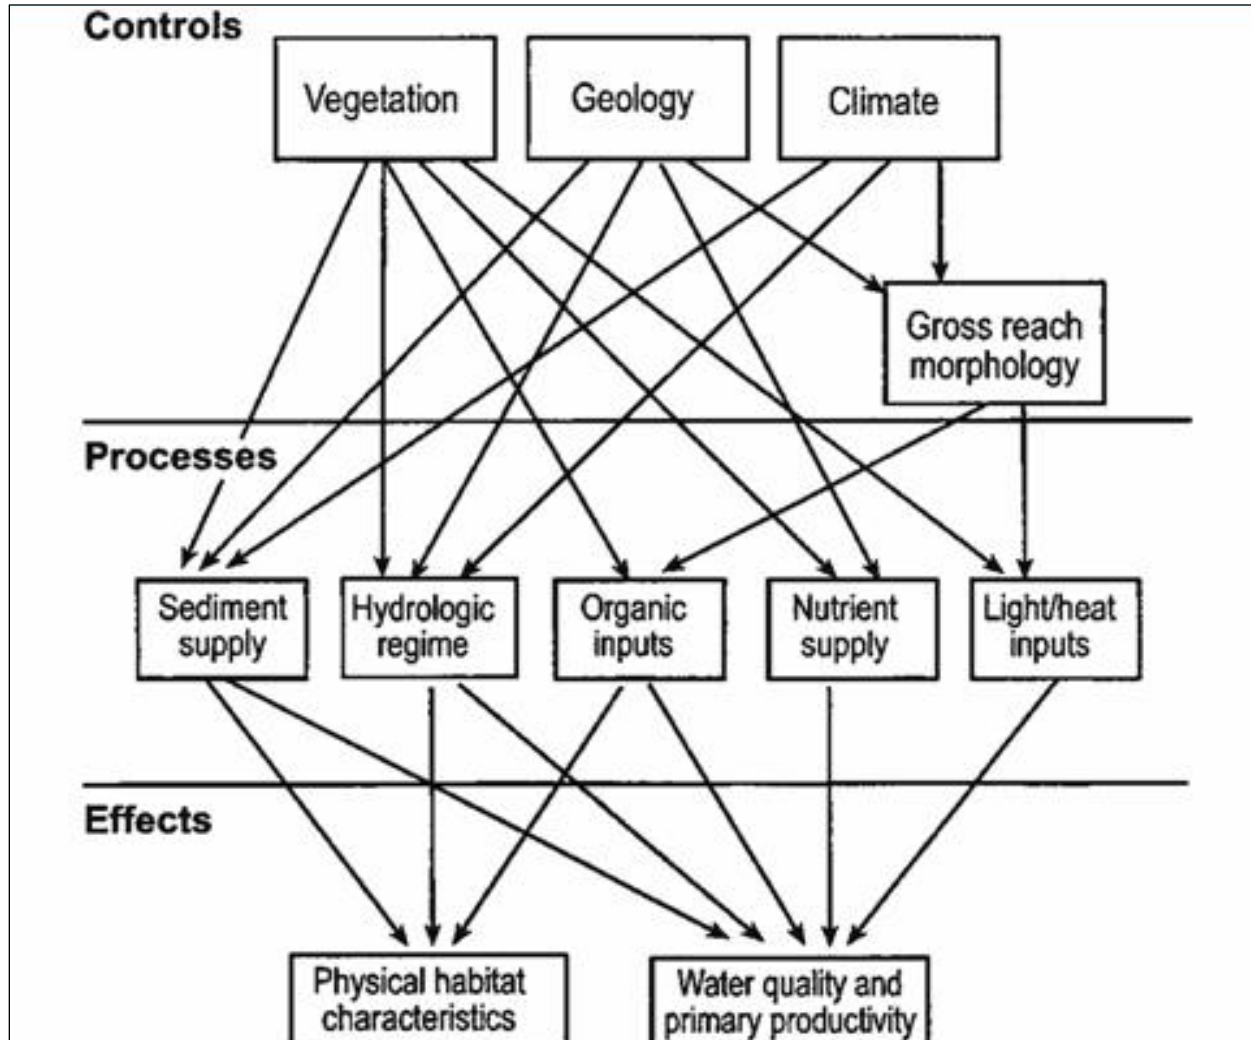 Controls
Vegetation
Geology
Climate
Gross reach
morphology
Processes
Sediment
supply
Hydrologic
regime
Organic
inputs
Nutrient
supply
Light/heat
inputs
Effects
Physical habitat
characteristics
Water quality and
primary productivity